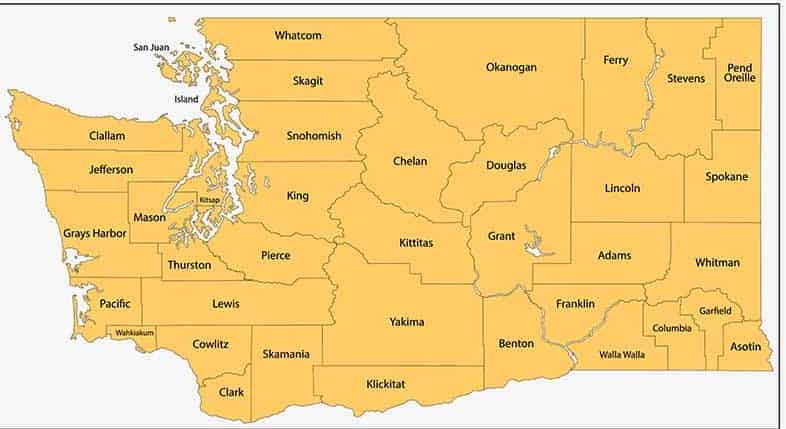 Whatcom
San Juan
Ferry
Pend
Oreille
Okanogan
Stevens
Skagit
Island
Clallam
Snohomish
Chelan
Douglas
Jefferson
Spokane
Lincoln
King
Kitsap
Mason
Grays Harbor
Grant
Kittitas
Pierce
Adams
Whitman
Thurston
Pacific
Lewis
Franklin
Garfield
Yakima
Columbia
Wahkiakum
Cowlitz
Benton
Asotin
Skamania
Walla Walla
Klickitat
Clark